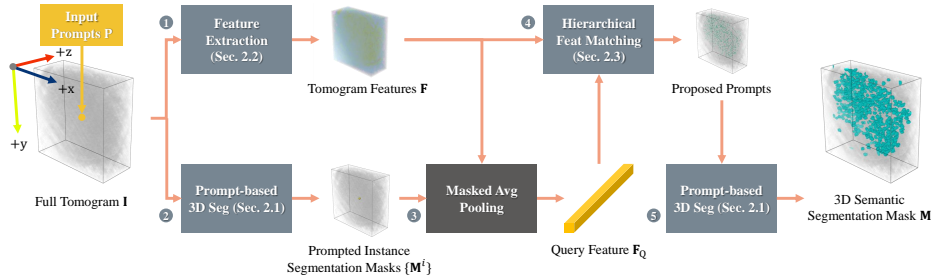 Input
Prompts P
+z
+x
+y
Full Tomogram I
1
Feature
Extraction
(Sec. 2.2)
Tomogram Features F
2
Prompt-based
3D Seg (Sec. 2.1)
Prompted Instance
Segmentation Masks {Mⁱ}
3
Masked Avg
Pooling
Query Feature F_Q
4
Hierarchical
Feat Matching
(Sec. 2.3)
Proposed Prompts
5
Prompt-based
3D Seg (Sec. 2.1)
3D Semantic
Segmentation Mask M